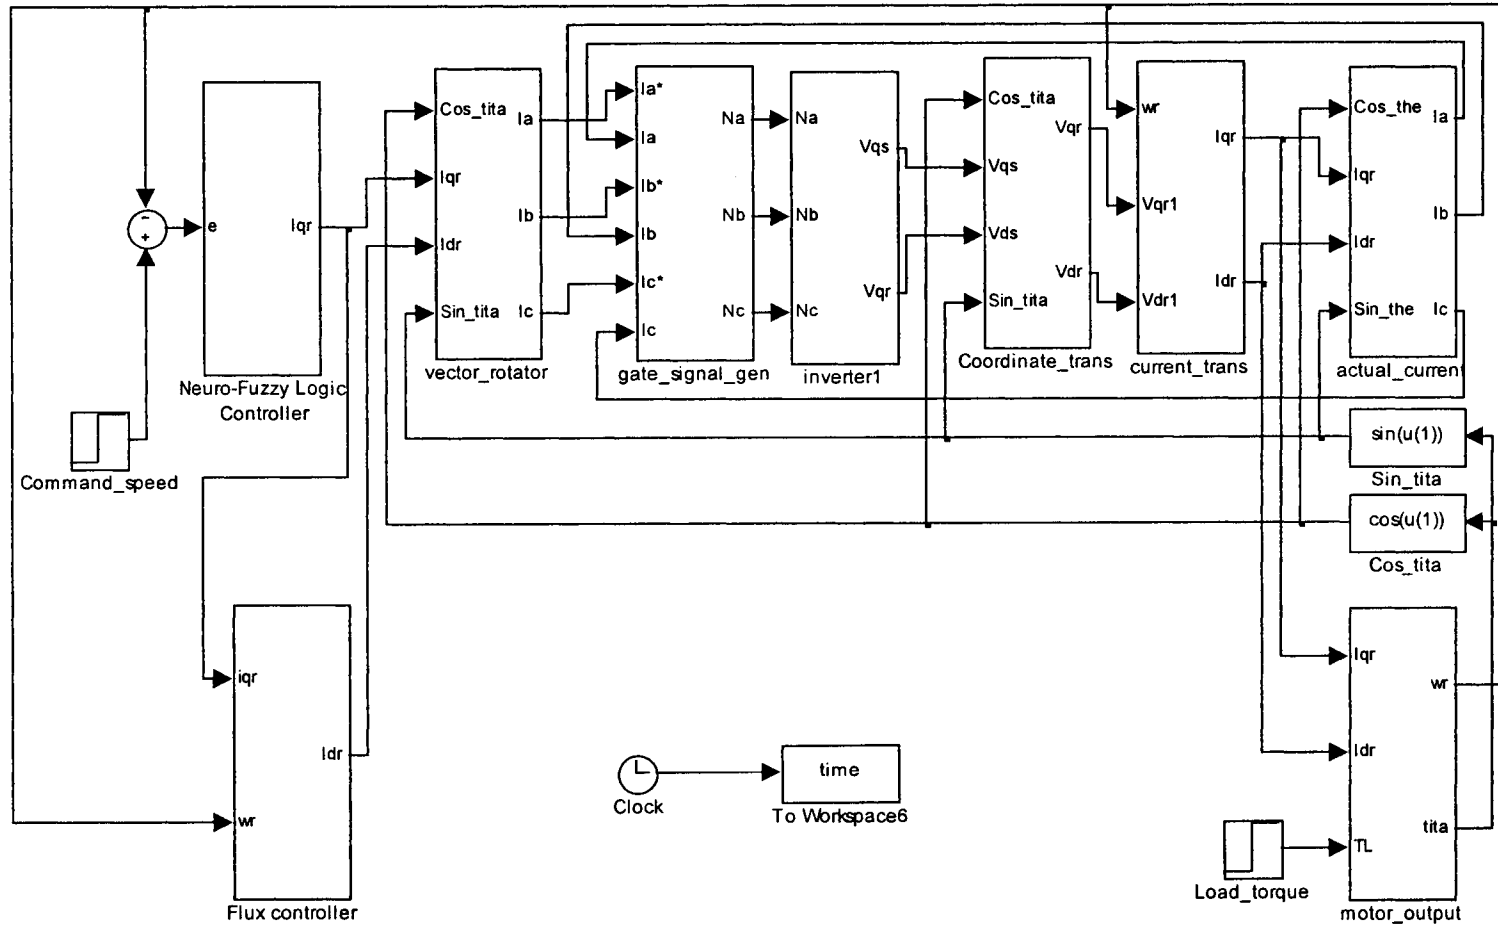 e
Iqr
Neuro-Fuzzy Logic
Controller
Command_speed
iqr
wr
Idr
Flux controller
Cos_tita
Iqr
Idr
Sin_tita
Ia
Ib
Ic
vector_rotator
Ia*
Ia
Ib*
Ib
Ic*
Ic
Na
Nb
Nc
gate_signal_gen
Na
Nb
Nc
Vqs
Vqr
inverter1
Cos_tita
Vqs
Vds
Sin_tita
Vqr
Vdr
Coordinate_trans
wr
Vqr1
Vdr1
Iqr
Idr
current_trans
Cos_the
Iqr
Idr
Sin_the
Ia
Ib
Ic
actual_current
sin(u(1))
Sin_tita
cos(u(1))
Cos_tita
Iqr
Idr
TL
wr
tita
motor_output
Load_torque
Clock
time
To Workspace6